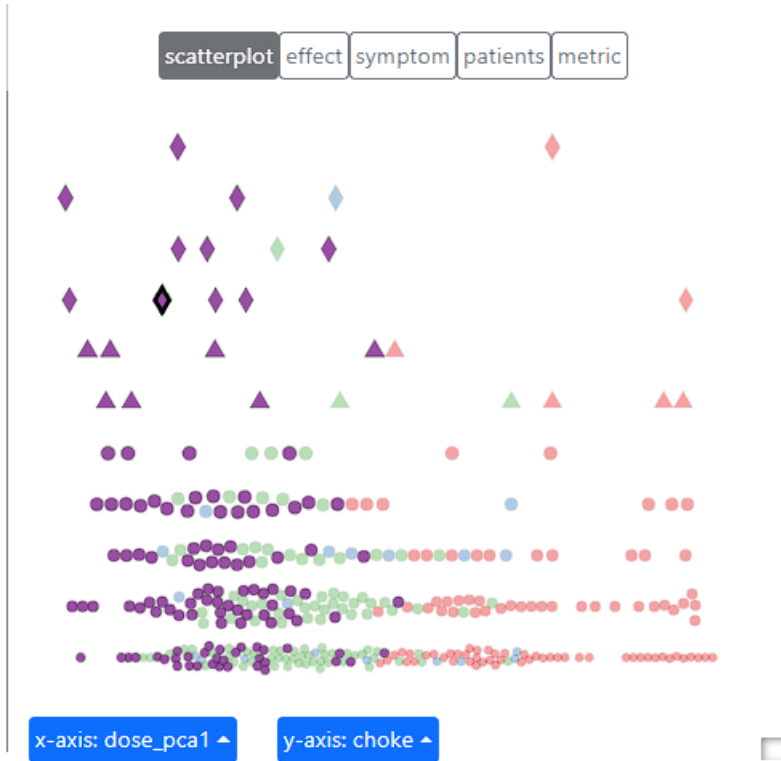 scatterplot effect symptom patients metric
x-axis: dose_pca1 y-axis: choke